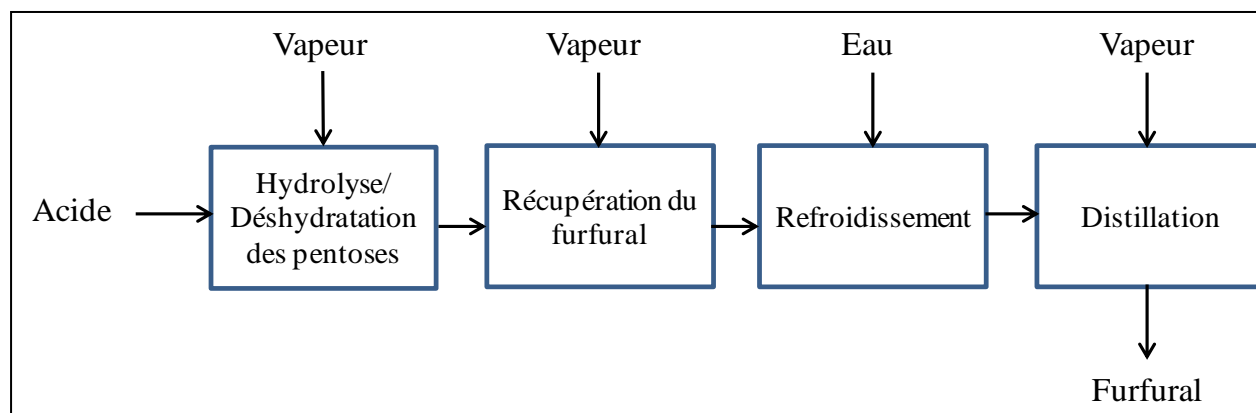 Vapeur
Vapeur
Eau
Vapeur
Acide
Hydrolyse/
Déshydratation
des pentoses
Récupération du
furfural
Refroidissement
Distillation
Furfural